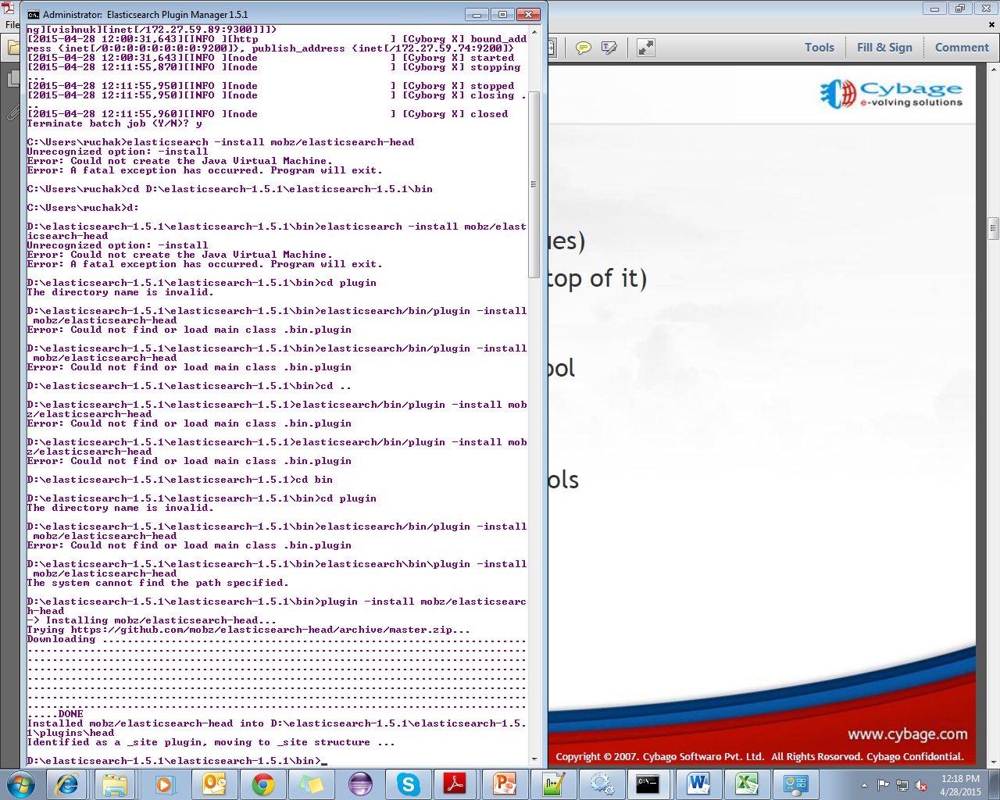 Administrator:  Elasticsearch Plugin Manager 1.5.1
ng][vishnuk][inet[/172.27.59.89:9300]]])
[2015-04-28 12:00:31,643][INFO ][http                     ] [Cyborg X] bound_add
ress {inet[/0:0:0:0:0:0:0:0:9200]}, publish_address {inet[/172.27.59.74:9200]}
[2015-04-28 12:00:31,643][INFO ][node                     ] [Cyborg X] started
[2015-04-28 12:11:55,870][INFO ][node                     ] [Cyborg X] stopping
...
[2015-04-28 12:11:55,950][INFO ][node                     ] [Cyborg X] stopped
[2015-04-28 12:11:55,950][INFO ][node                     ] [Cyborg X] closing .
..
[2015-04-28 12:11:55,960][INFO ][node                     ] [Cyborg X] closed
Terminate batch job (Y/N)? y
C:\Users\ruchak>elasticsearch -install mobz/elasticsearch-head
Unrecognized option: -install
Error: Could not create the Java Virtual Machine.
Error: A fatal exception has occurred. Program will exit.
C:\Users\ruchak>cd D:\elasticsearch-1.5.1\elasticsearch-1.5.1\bin
C:\Users\ruchak>d:
D:\elasticsearch-1.5.1\elasticsearch-1.5.1\bin>elasticsearch -install mobz/elast
icsearch-head
Unrecognized option: -install
Error: Could not create the Java Virtual Machine.
Error: A fatal exception has occurred. Program will exit.
D:\elasticsearch-1.5.1\elasticsearch-1.5.1\bin>cd plugin
The directory name is invalid.
D:\elasticsearch-1.5.1\elasticsearch-1.5.1\bin>elasticsearch/bin/plugin -install
 mobz/elasticsearch-head
Error: Could not find or load main class .bin.plugin
D:\elasticsearch-1.5.1\elasticsearch-1.5.1\bin>elasticsearch/bin/plugin -install
 mobz/elasticsearch-head
Error: Could not find or load main class .bin.plugin
D:\elasticsearch-1.5.1\elasticsearch-1.5.1\bin>cd ..
D:\elasticsearch-1.5.1\elasticsearch-1.5.1>elasticsearch/bin/plugin -install mob
z/elasticsearch-head
Error: Could not find or load main class .bin.plugin
D:\elasticsearch-1.5.1\elasticsearch-1.5.1>elasticsearch/bin/plugin -install mob
z/elasticsearch-head
Error: Could not find or load main class .bin.plugin
D:\elasticsearch-1.5.1\elasticsearch-1.5.1>cd bin
D:\elasticsearch-1.5.1\elasticsearch-1.5.1\bin>cd plugin
The directory name is invalid.
D:\elasticsearch-1.5.1\elasticsearch-1.5.1\bin>elasticsearch/bin/plugin -install
 mobz/elasticsearch-head
Error: Could not find or load main class .bin.plugin
D:\elasticsearch-1.5.1\elasticsearch-1.5.1\bin>elasticsearch\bin\plugin -install
 mobz/elasticsearch-head
The system cannot find the path specified.
D:\elasticsearch-1.5.1\elasticsearch-1.5.1\bin>plugin -install mobz/elasticsearc
h-head
-> Installing mobz/elasticsearch-head...
Trying https://github.com/mobz/elasticsearch-head/archive/master.zip...
Downloading ....................................................................
................................................................................
................................................................................
................................................................................
................................................................................
................................................................................
................................................................................
................................................................................
.....DONE
Installed mobz/elasticsearch-head into D:\elasticsearch-1.5.1\elasticsearch-1.5.
1\plugins\head
Identified as a _site plugin, moving to _site structure ...
D:\elasticsearch-1.5.1\elasticsearch-1.5.1\bin>_
File
Tools
Fill & Sign
Comment
Cybage
e-volving solutions
ues)
top of it)
ool
ols
www.cybage.com
Copyright © 2007. Cybage Software Pvt. Ltd.  All Rights Reserved. Cybage Confidential.
12:18 PM
4/28/2015